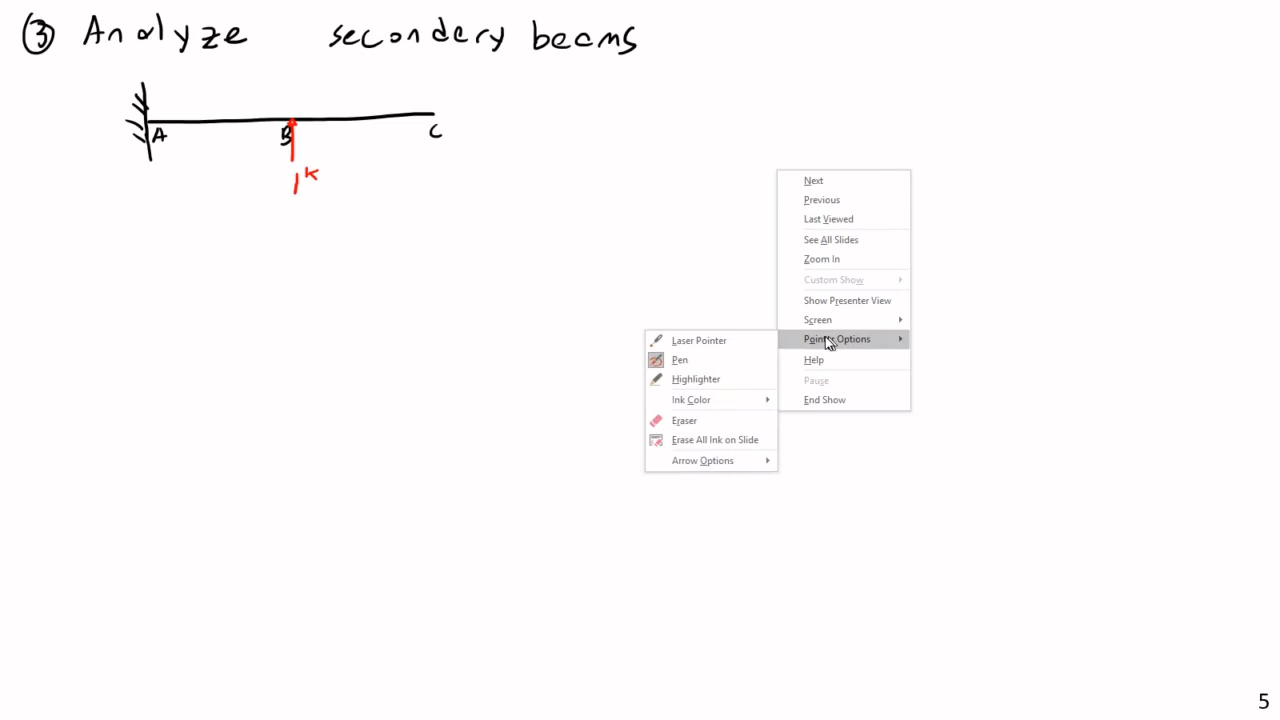 ③ Analyze secondary beams
A
B
C
1K
Next
Previous
Last Viewed
See All Slides
Zoom In
Custom Show
Show Presenter View
Screen
Pointer Options
Help
Pause
End Show
Laser Pointer
Pen
Highlighter
Ink Color
Eraser
Erase All Ink on Slide
Arrow Options
5